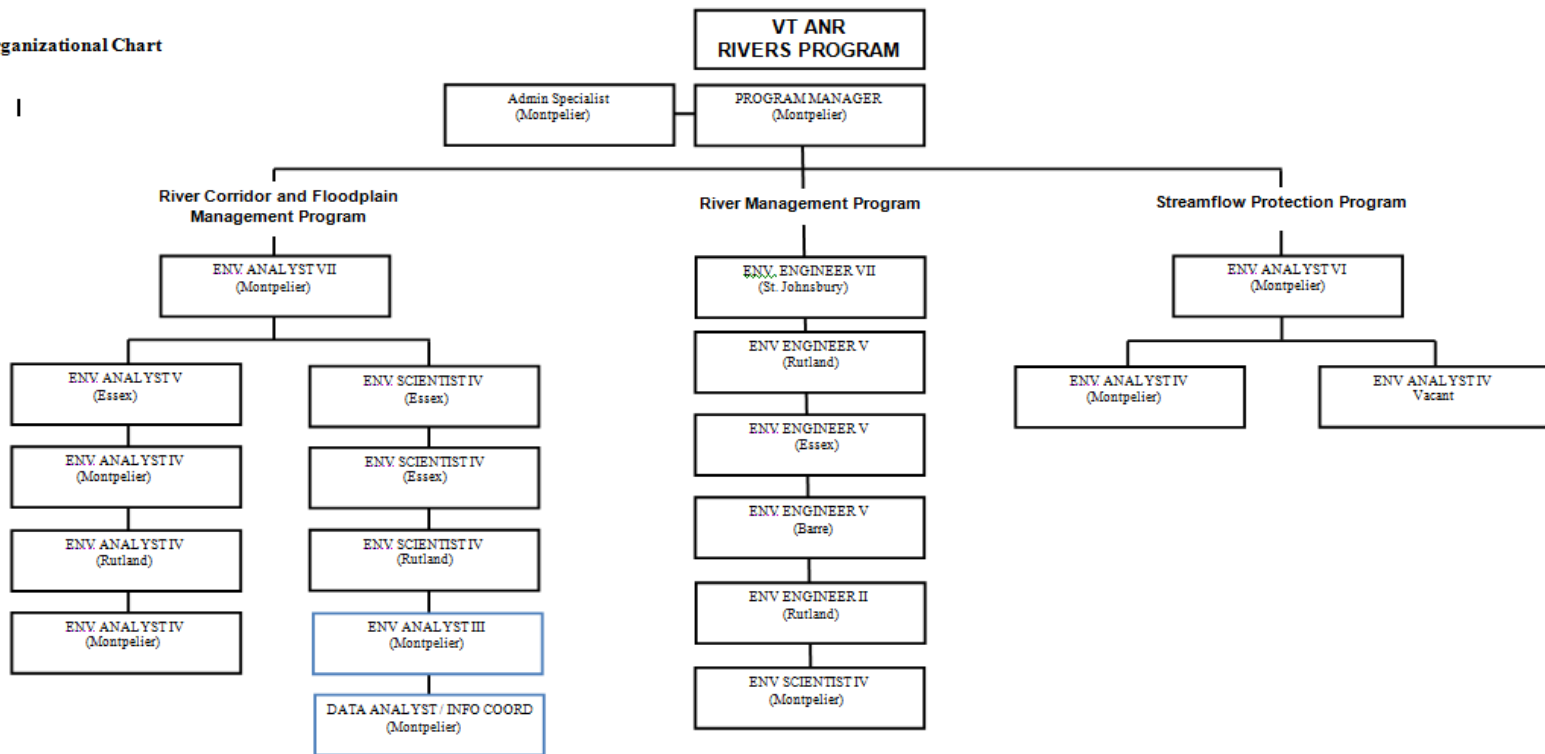 VT ANR
RIVERS PROGRAM
rganizational Chart
Admin Specialist
(Montpelier)
PROGRAM MANAGER
(Montpelier)
River Corridor and Floodplain
Management Program
River Management Program
Streamflow Protection Program
ENV. ANALYST VII
(Montpelier)
ENV. ANALYST V
(Essex)
ENV. ANALYST IV
(Montpelier)
ENV. ANALYST IV
(Rutland)
ENV. ANALYST IV
(Montpelier)
ENV. SCIENTIST IV
(Essex)
ENV. SCIENTIST IV
(Essex)
ENV. SCIENTIST IV
(Rutland)
ENV ANALYST III
(Montpelier)
DATA ANALYST / INFO COORD
(Montpelier)
ENV. ENGINEER VII
(St. Johnsbury)
ENV ENGINEER V
(Rutland)
ENV. ENGINEER V
(Essex)
ENV. ENGINEER V
(Barre)
ENV ENGINEER II
(Rutland)
ENV SCIENTIST IV
(Montpelier)
ENV. ANALYST VI
(Montpelier)
ENV. ANALYST IV
(Montpelier)
ENV ANALYST IV
Vacant